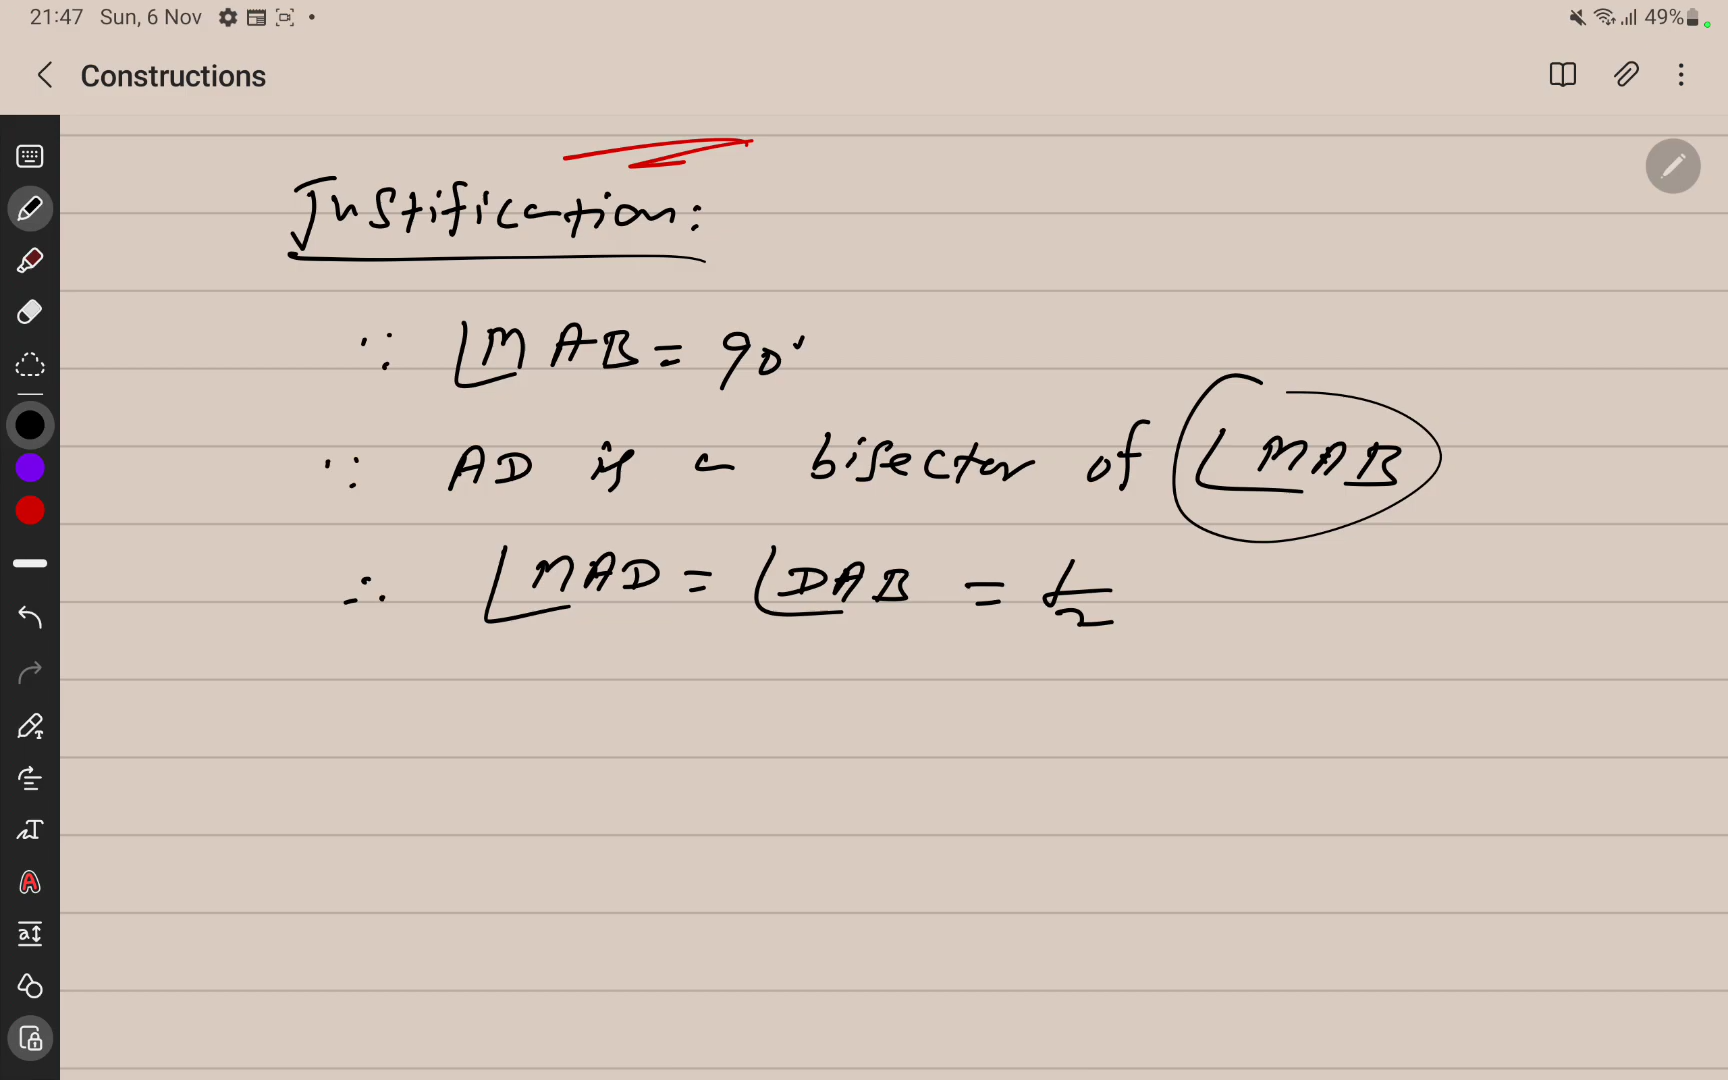 21:47 Sun, 6 Nov 49%
Constructions
Justification:
∵ ∠MAB = 90°
∵ AD is a bisector of ∠MAB
∴ ∠MAD = ∠DAB = 1/2